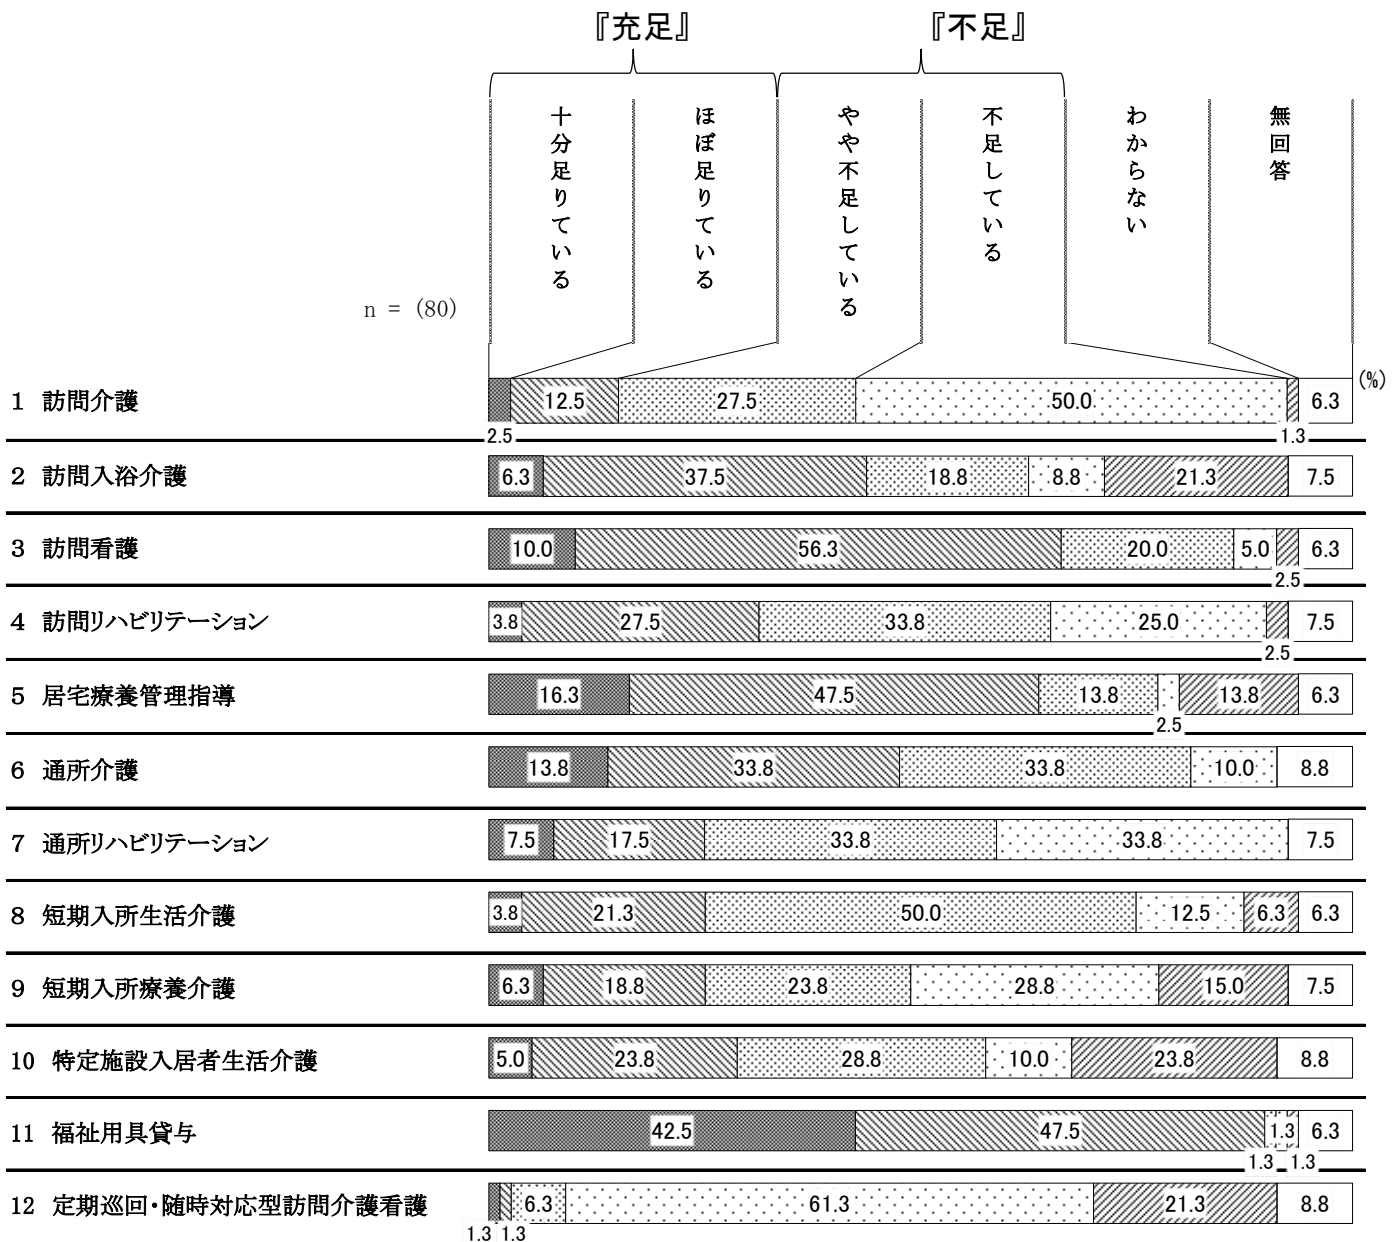 『充足』 『不足』
十分足りている
ほぼ足りている
やや不足している
不足している
わからない
無回答
n = (80)
(%)
1 訪問介護 12.5 27.5 50.0 6.3
2.5 1.3
2 訪問入浴介護 6.3 37.5 18.8 8.8 21.3 7.5
3 訪問看護 10.0 56.3 20.0 5.0 6.3
2.5
4 訪問リハビリテーション 3.8 27.5 33.8 25.0 7.5
2.5
5 居宅療養管理指導 16.3 47.5 13.8 13.8 6.3
2.5
6 通所介護 13.8 33.8 33.8 10.0 8.8
7 通所リハビリテーション 7.5 17.5 33.8 33.8 7.5
8 短期入所生活介護 3.8 21.3 50.0 12.5 6.3 6.3
9 短期入所療養介護 6.3 18.8 23.8 28.8 15.0 7.5
10 特定施設入居者生活介護 5.0 23.8 28.8 10.0 23.8 8.8
11 福祉用具貸与 42.5 47.5 1.3 6.3
1.3 1.3
12 定期巡回・随時対応型訪問介護看護 6.3 61.3 21.3 8.8
1.3 1.3